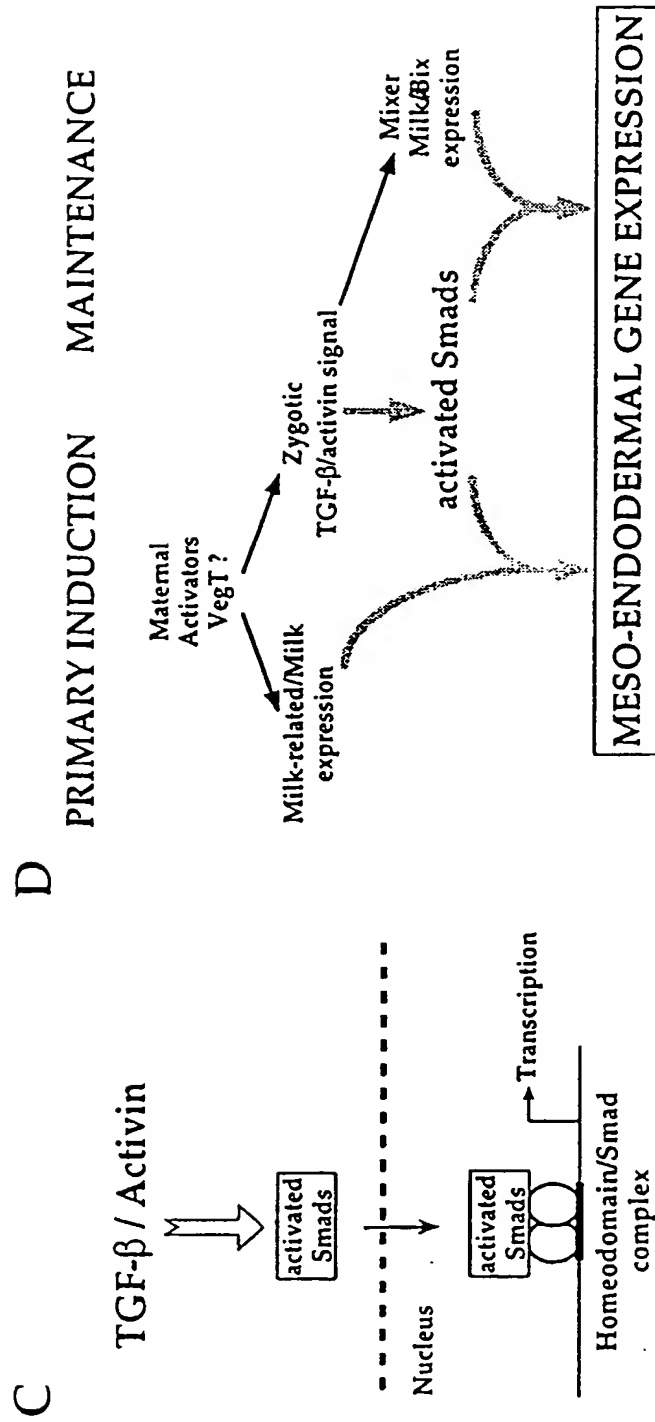 C
TGF-β / Activin
activated
Smads
Nucleus
activated
Smads
Transcription
Homeodomain/Smad
complex
D
PRIMARY INDUCTION
MAINTENANCE
Maternal
Activators
VegT ?
Milk-related/Milk
expression
Zygotic
TGF-β/activin signal
Mixer
Milk/Bix
expression
activated Smads
MESO-ENDODERMAL GENE EXPRESSION